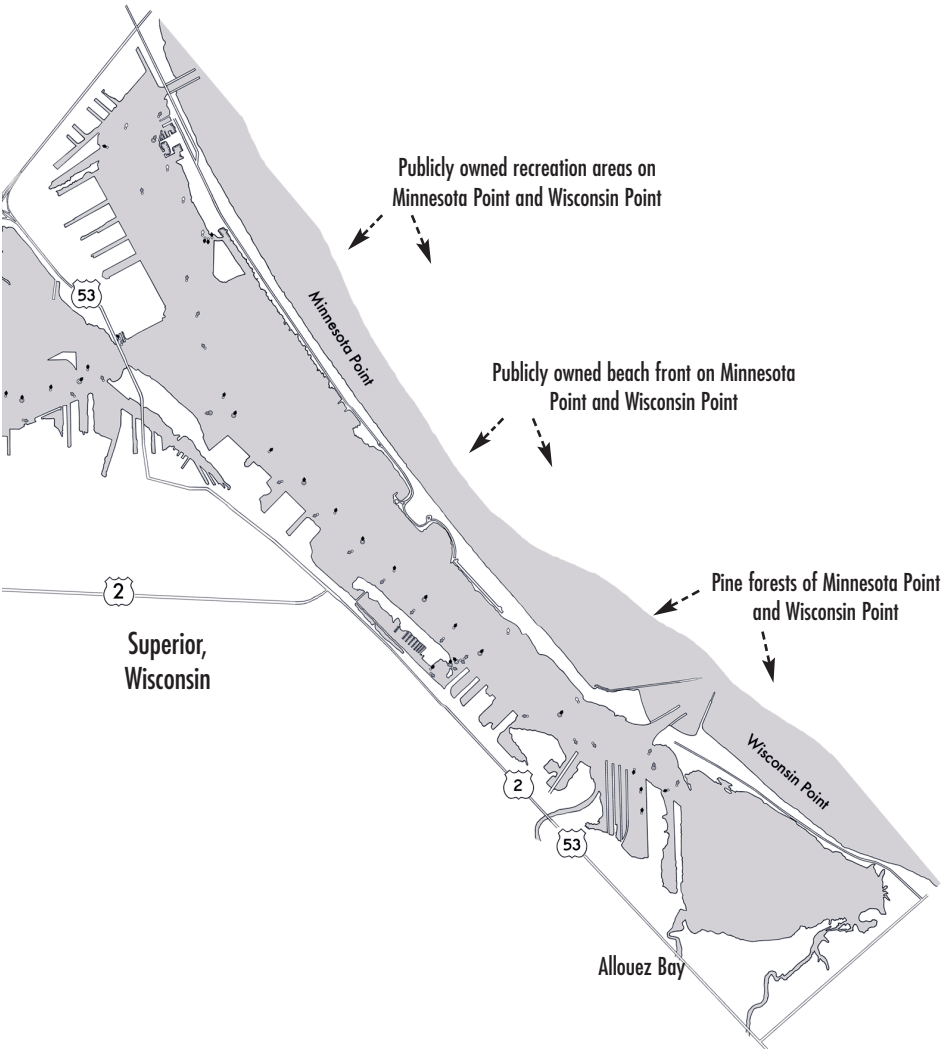 Publicly owned recreation areas on
Minnesota Point and Wisconsin Point
53
Minnesota Point
Publicly owned beach front on Minnesota
Point and Wisconsin Point
Pine forests of Minnesota Point
and Wisconsin Point
2
Superior,
Wisconsin
Wisconsin Point
2
53
Allouez Bay